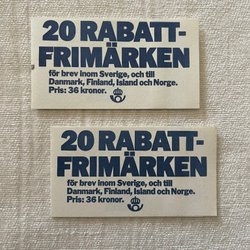 20 RABATT-
FRIMÄRKEN
för brev inom Sverige, och till
Danmark, Finland, Island och Norge.
Pris: 36 kronor.
20 RABATT-
FRIMÄRKEN
för brev inom Sverige, och till
Danmark, Finland, Island och Norge.
Pris: 36 kronor.